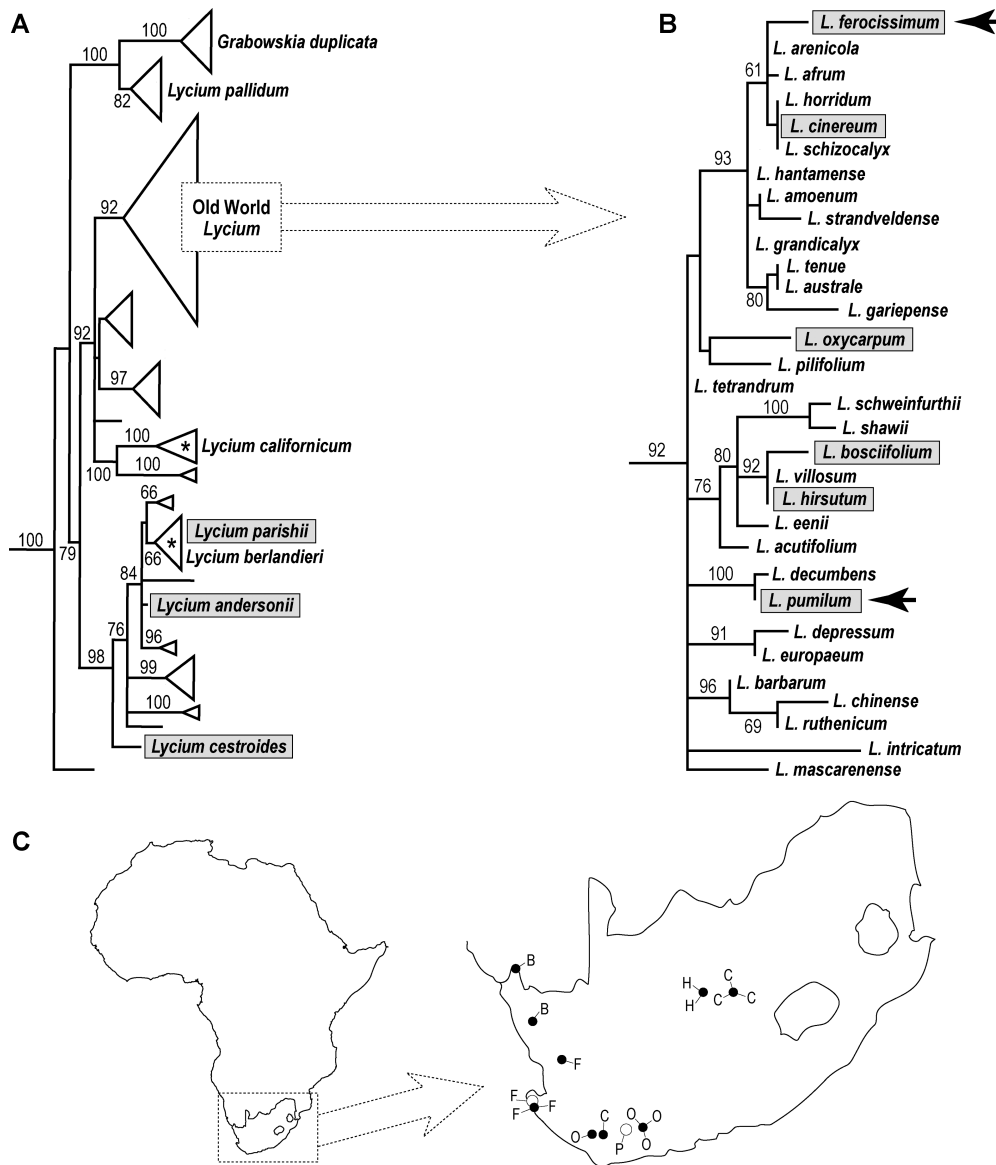 A
100
100
Grabowskia duplicata
82
Lycium pallidum
92
Old World
Lycium
92
97
100
*
Lycium californicum
100
100
66
Lycium parishii
*
100
79
66
Lycium berlandieri
84
Lycium andersonii
76
96
98
99
100
Lycium cestroides
B
L. ferocissimum
L. arenicola
61
L. afrum
L. horridum
L. cinereum
L. schizocalyx
93
L. hantamense
L. amoenum
L. strandveldense
L. grandicalyx
L. tenue
L. australe
80
L. gariepense
L. oxycarpum
L. pilifolium
L. tetrandrum
100
L. schweinfurthii
L. shawii
92
80
L. bosciifolium
92
L. villosum
76
L. hirsutum
L. eenii
L. acutifolium
100
L. decumbens
L. pumilum
91
L. depressum
L. europaeum
96
L. barbarum
L. chinense
69
L. ruthenicum
L. intricatum
L. mascarenense
C
B
B
F
F
F
F
H
H
C
C
C
O
C
P
O
O
O